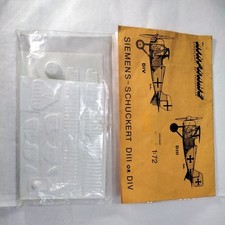 DIV
SIEMENS-SCHUCKERT DIII OR DIV
DIII
1:72